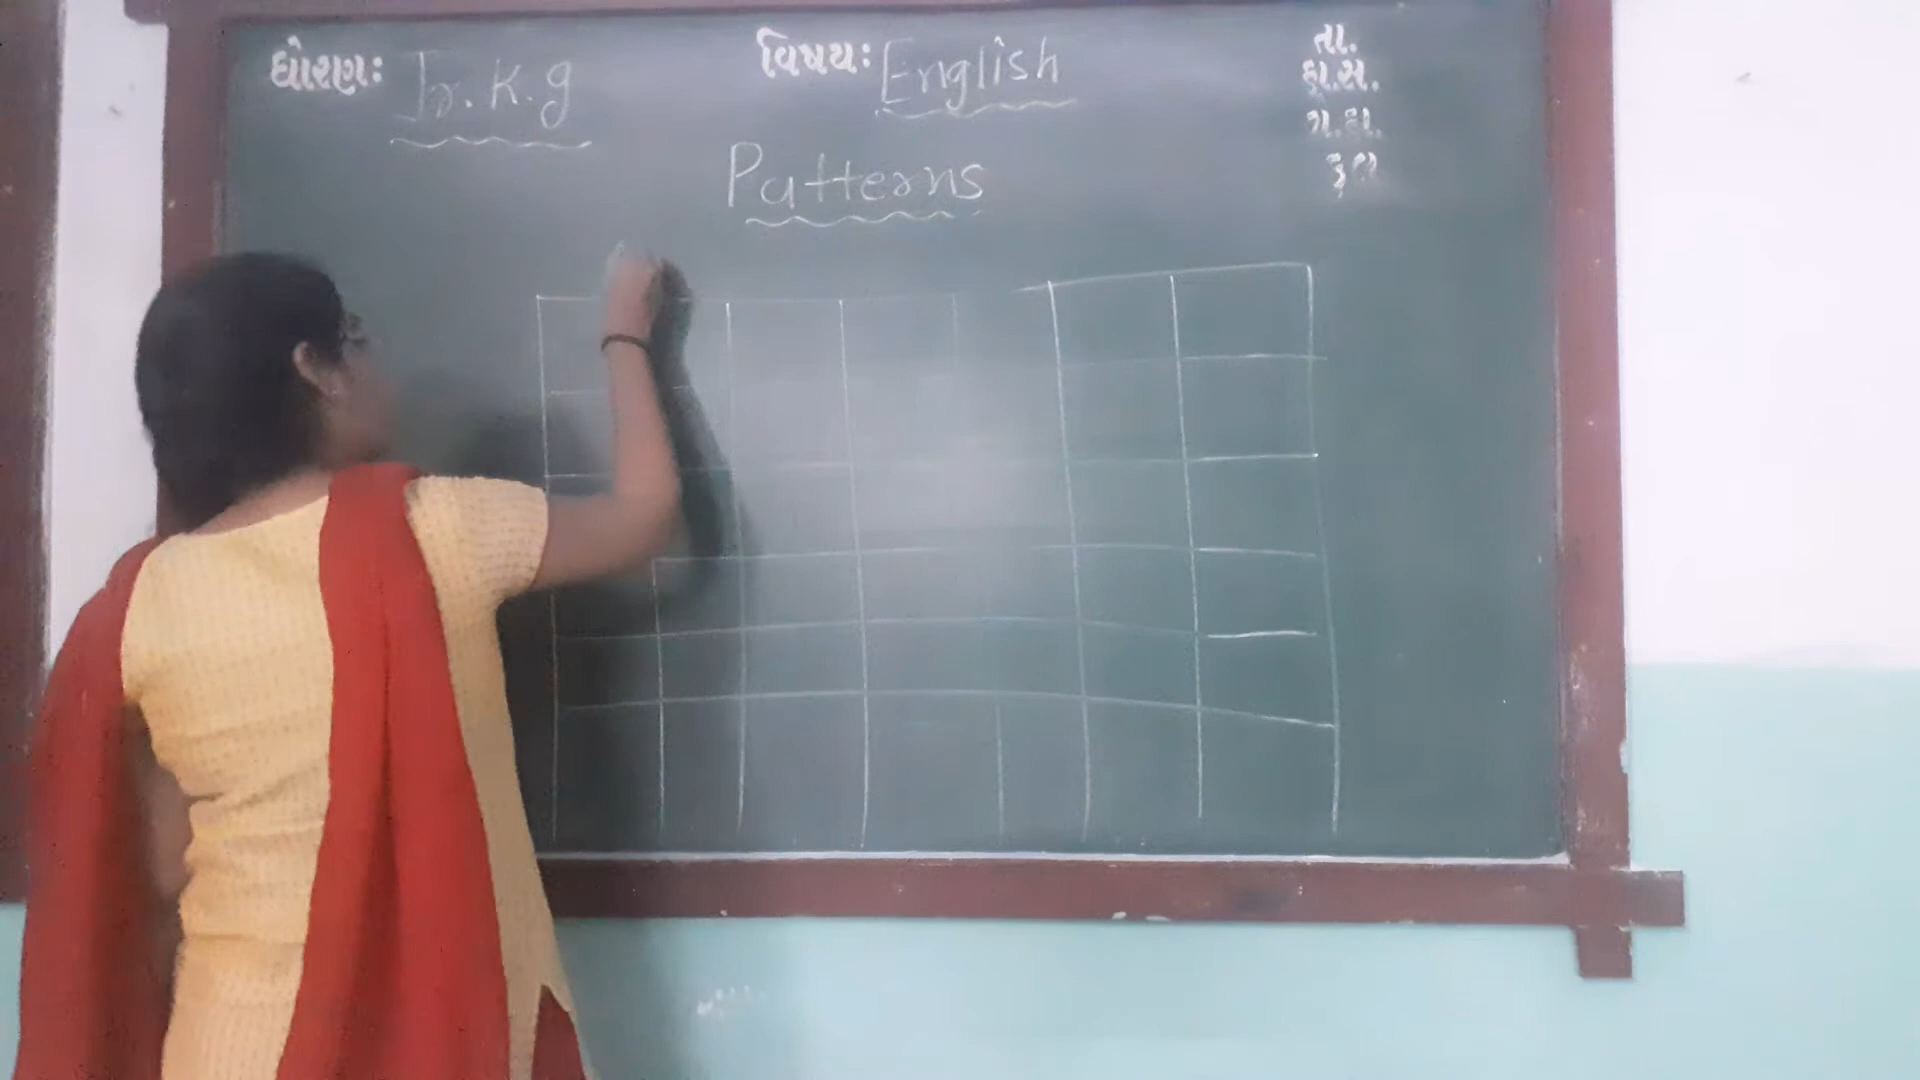 ધોરણઃ Jr. K. g વિષયઃ English તા.
હા.સ.
ગ.હા.
કુલ
Patterns